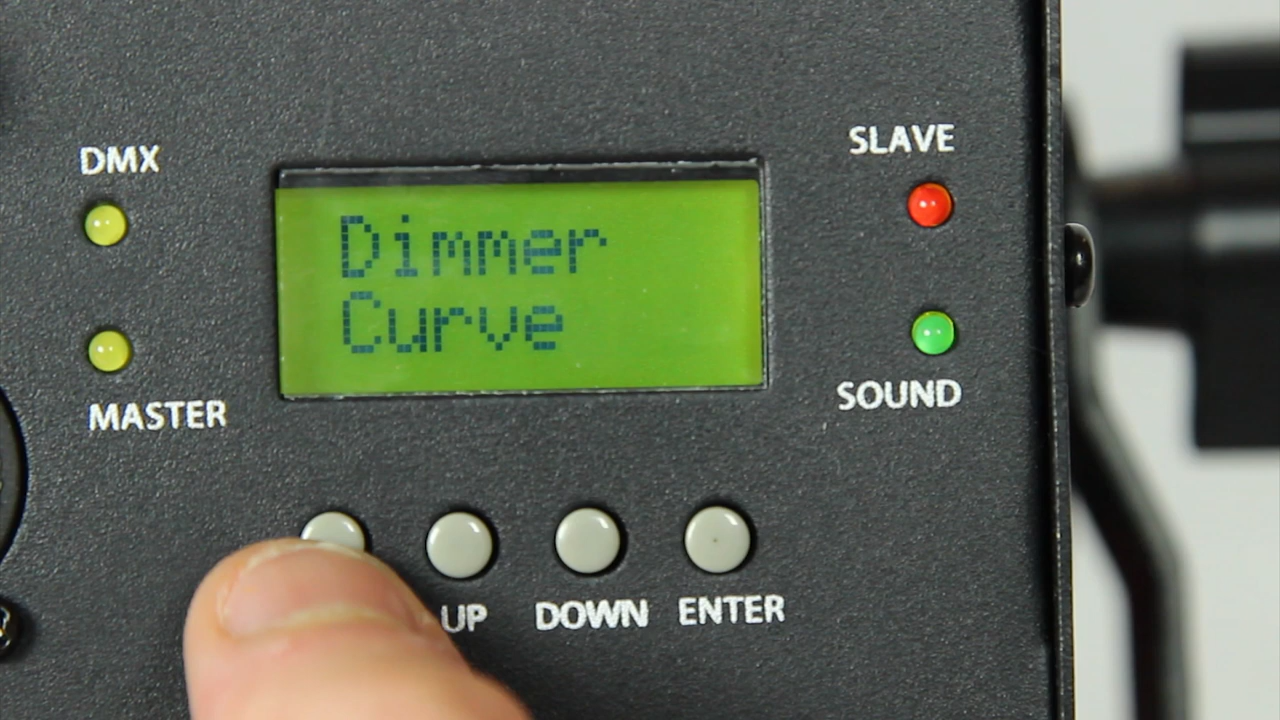 DMX
SLAVE
Dimmer
Curve
MASTER
SOUND
UP
DOWN
ENTER